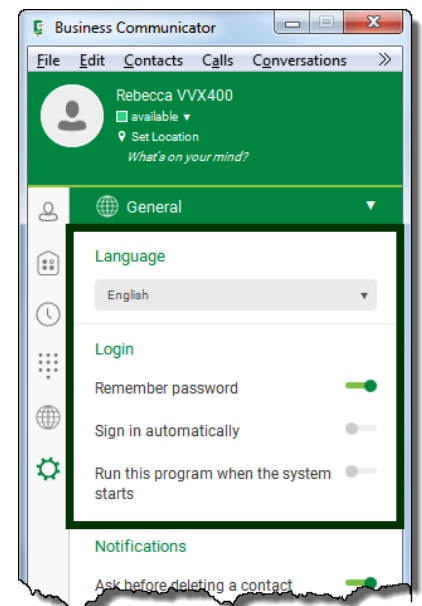 Business Communicator
File Edit Contacts Calls Conversations »
Rebecca VVX400
available
Set Location
What's on your mind?
General
Language
English
Login
Remember password
Sign in automatically
Run this program when the system
starts
Notifications
Ask before deleting a contact